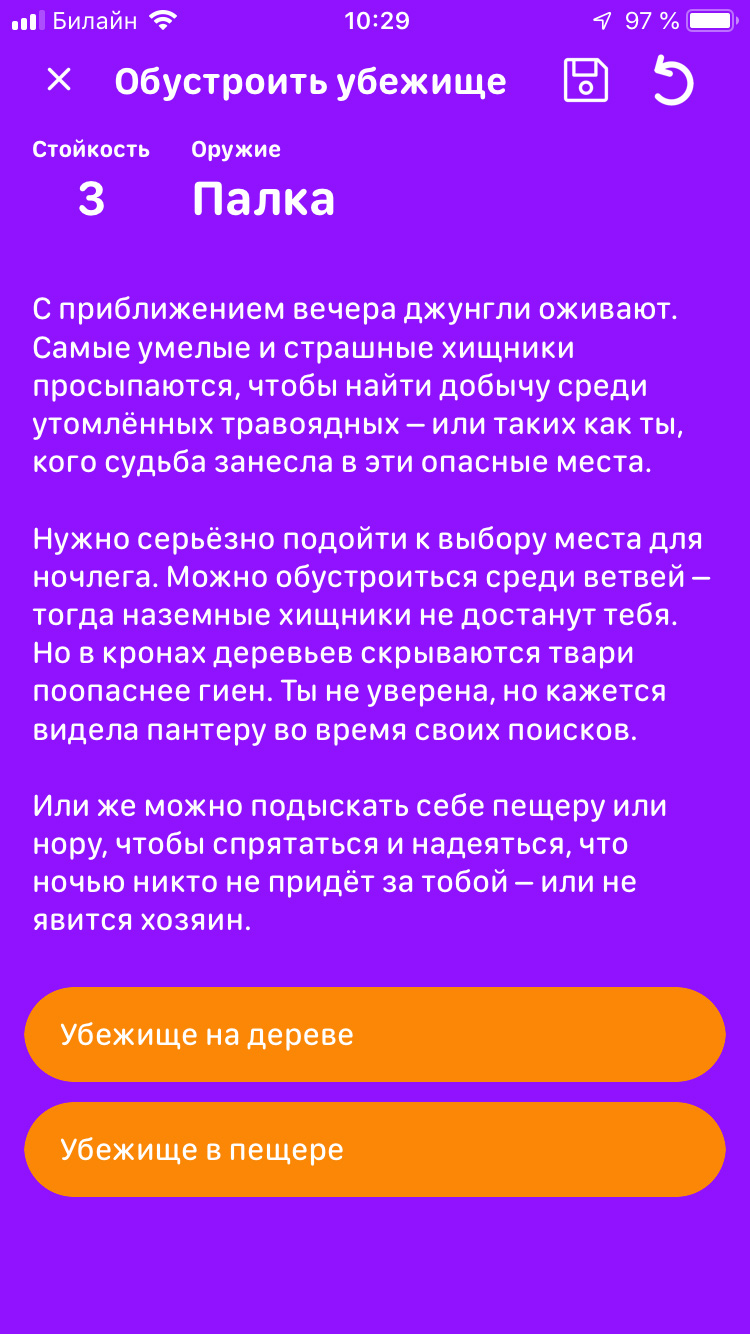 Билайн 10:29 97 %
Обустроить убежище
Стойкость Оружие
3 Палка
С приближением вечера джунгли оживают.
Самые умелые и страшные хищники
просыпаются, чтобы найти добычу среди
утомлённых травоядных – или таких как ты,
кого судьба занесла в эти опасные места.
Нужно серьёзно подойти к выбору места для
ночлега. Можно обустроиться среди ветвей –
тогда наземные хищники не достанут тебя.
Но в кронах деревьев скрываются твари
поопаснее гиен. Ты не уверена, но кажется
видела пантеру во время своих поисков.
Или же можно подыскать себе пещеру или
нору, чтобы спрятаться и надеяться, что
ночью никто не придёт за тобой – или не
явится хозяин.
Убежище на дереве
Убежище в пещере